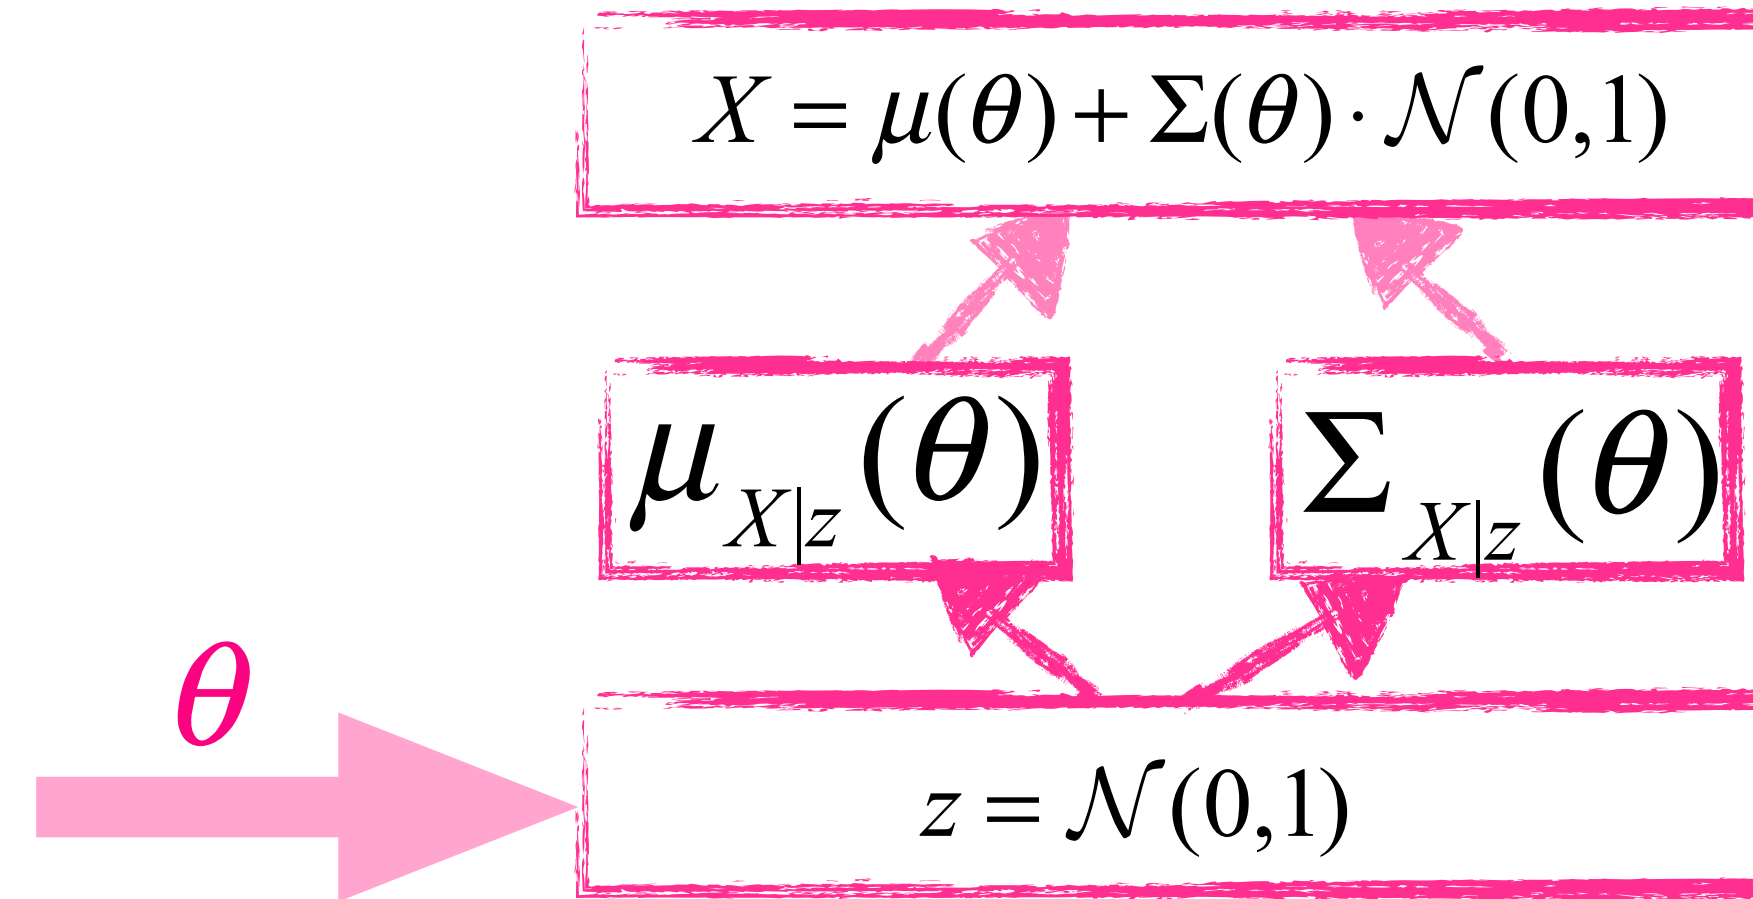 X = μ(θ) + Σ(θ) · 𝒩(0,1)
μ_{X|z}(θ)
Σ_{X|z}(θ)
θ
z = 𝒩(0,1)